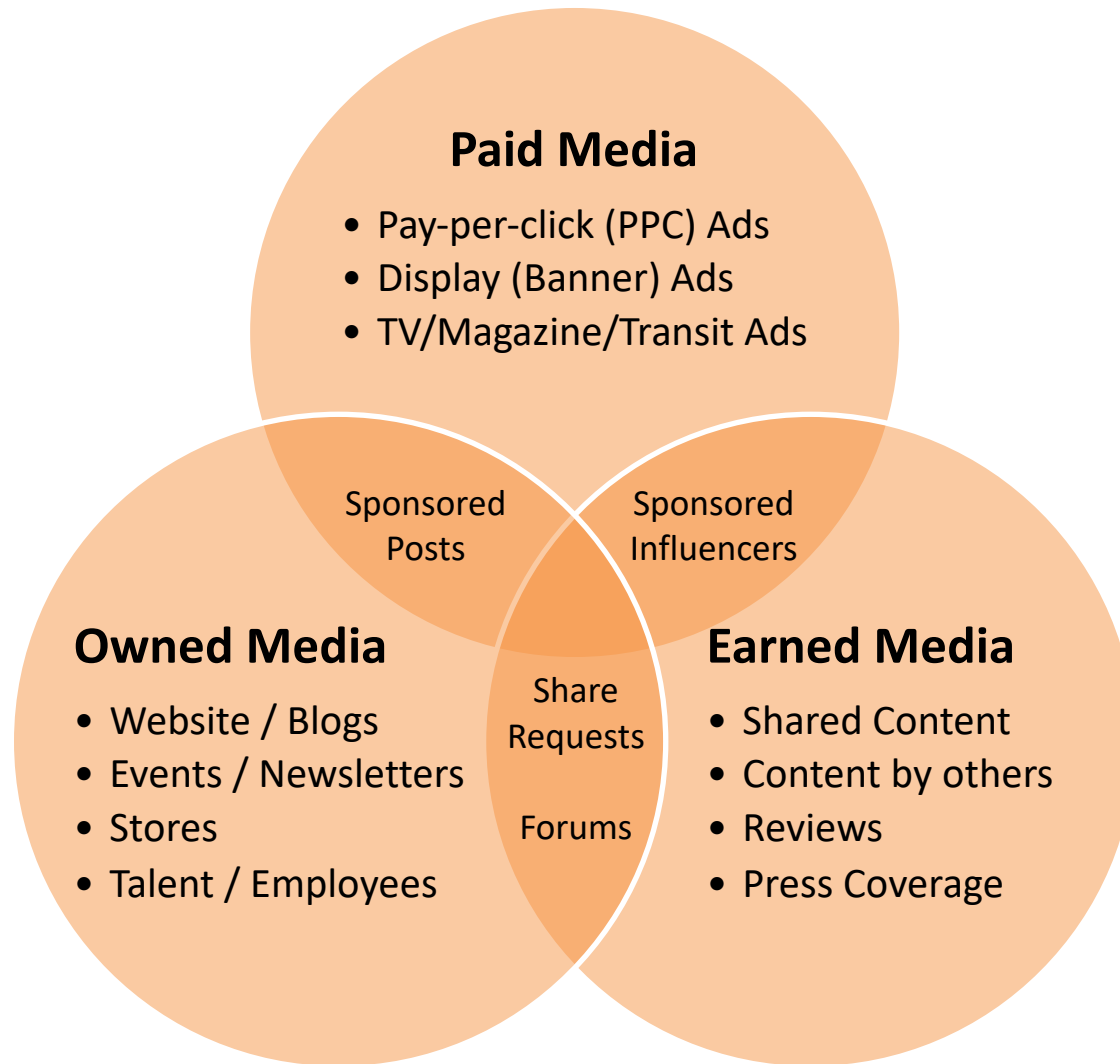 Paid Media
• Pay-per-click (PPC) Ads
• Display (Banner) Ads
• TV/Magazine/Transit Ads
Sponsored
Posts
Sponsored
Influencers
Owned Media
• Website / Blogs
• Events / Newsletters
• Stores
• Talent / Employees
Share
Requests
Forums
Earned Media
• Shared Content
• Content by others
• Reviews
• Press Coverage